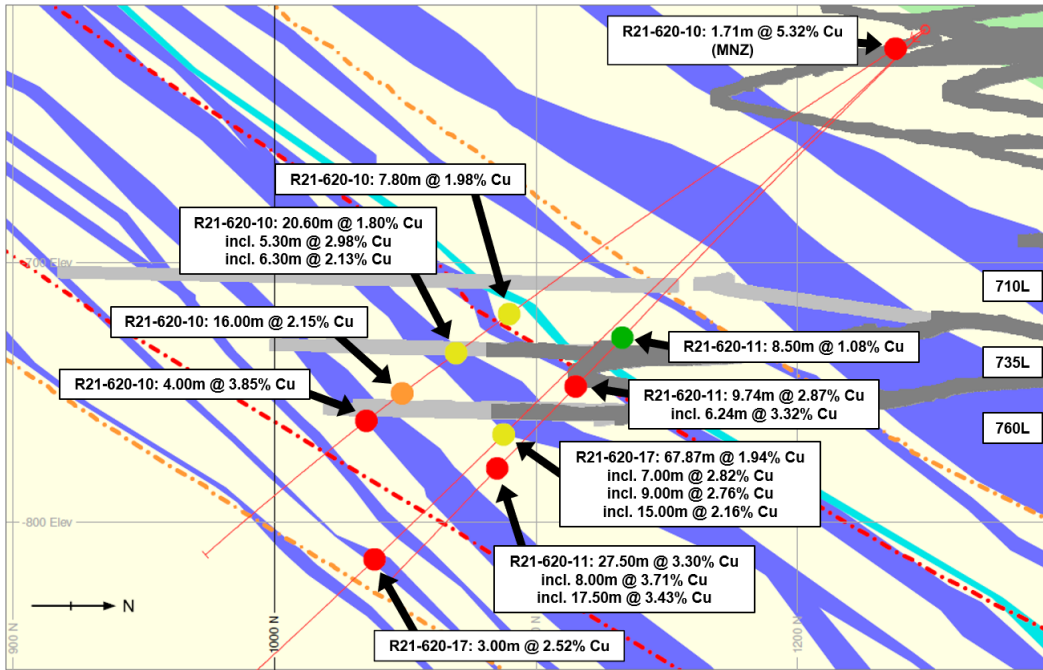 R21-620-10: 1.71m @ 5.32% Cu
(MNZ)
R21-620-10: 7.80m @ 1.98% Cu
R21-620-10: 20.60m @ 1.80% Cu
incl. 5.30m @ 2.98% Cu
incl. 6.30m @ 2.13% Cu
-700 Elev
710L
R21-620-10: 16.00m @ 2.15% Cu
R21-620-11: 8.50m @ 1.08% Cu
735L
R21-620-10: 4.00m @ 3.85% Cu
R21-620-11: 9.74m @ 2.87% Cu
incl. 6.24m @ 3.32% Cu
760L
R21-620-17: 67.87m @ 1.94% Cu
incl. 7.00m @ 2.82% Cu
incl. 9.00m @ 2.76% Cu
incl. 15.00m @ 2.16% Cu
-800 Elev
R21-620-11: 27.50m @ 3.30% Cu
incl. 8.00m @ 3.71% Cu
incl. 17.50m @ 3.43% Cu
N
R21-620-17: 3.00m @ 2.52% Cu
900 N
1000 N
1200 N